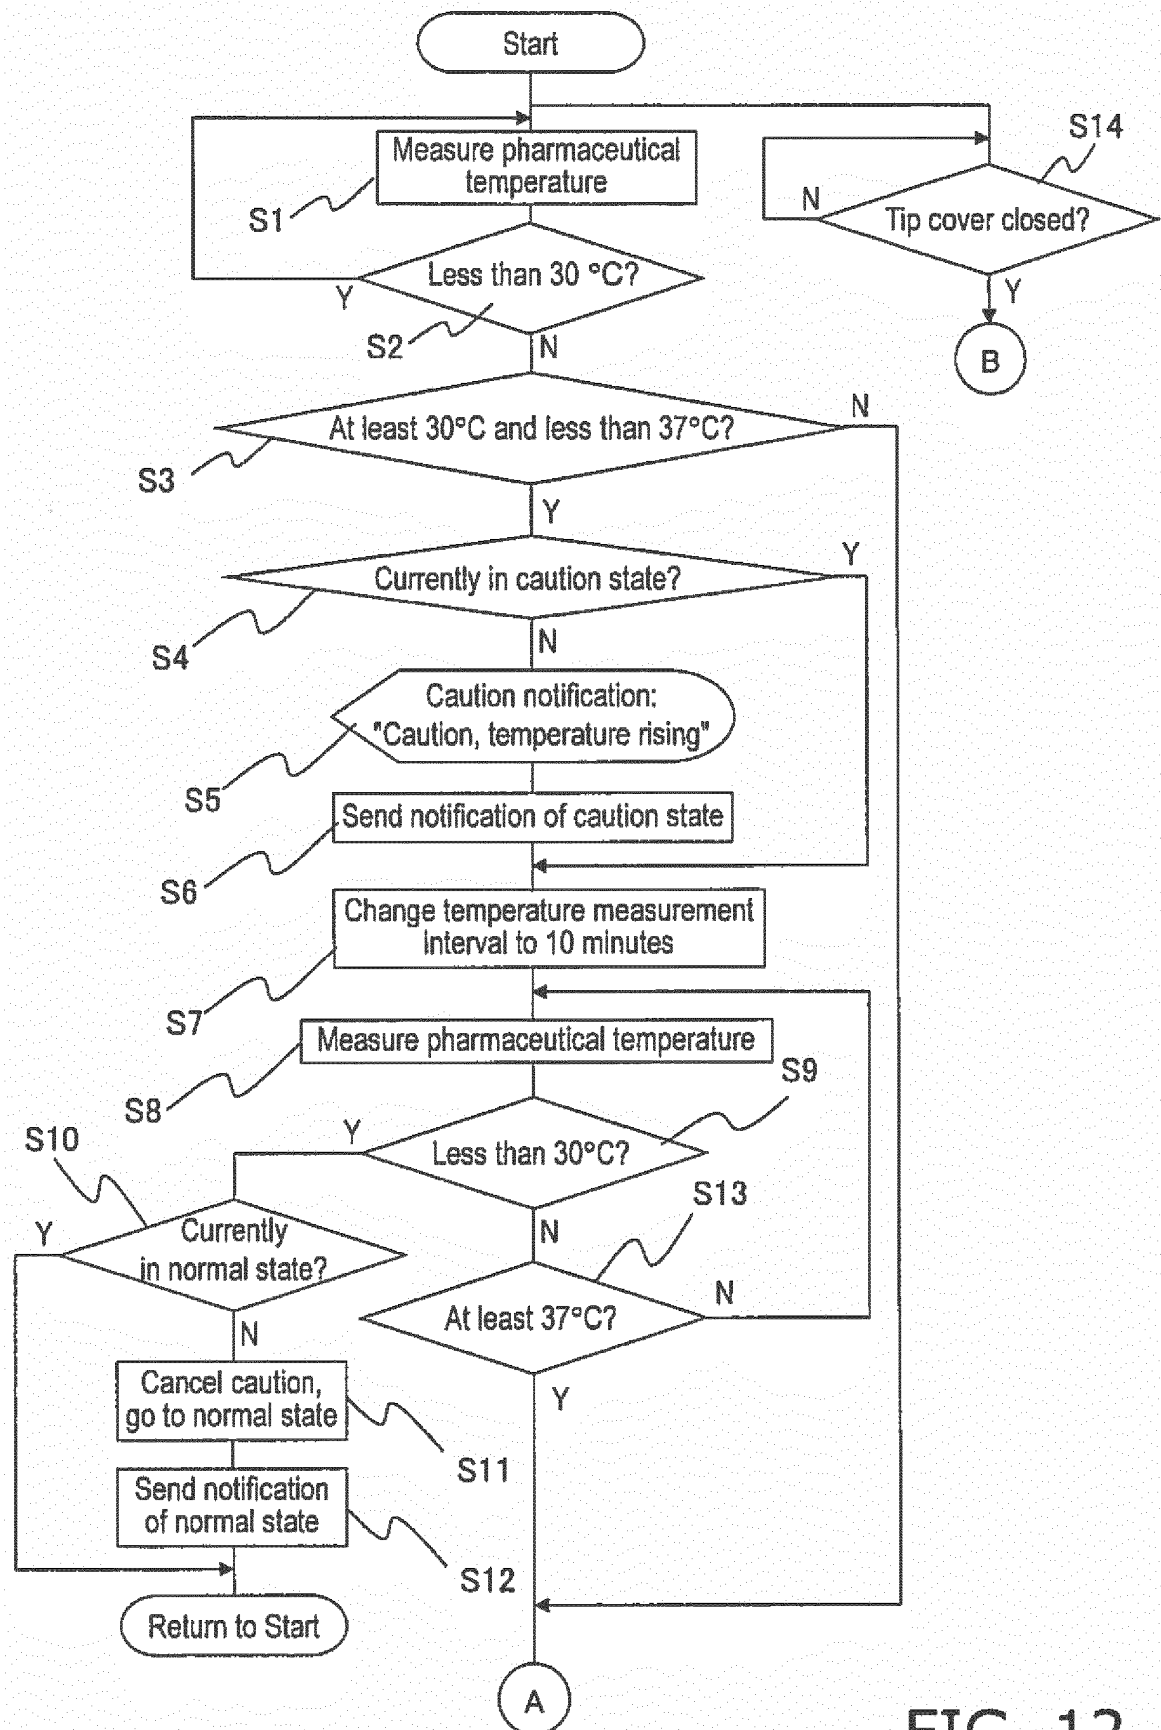 Start
Measure pharmaceutical
temperature
S1
S14
N
Tip cover closed?
Y
B
Less than 30 °C?
Y
S2
N
At least 30°C and less than 37°C?
N
S3
Y
Currently in caution state?
Y
S4
N
Caution notification:
"Caution, temperature rising"
S5
Send notification of caution state
S6
Change temperature measurement
interval to 10 minutes
S7
Measure pharmaceutical temperature
S8
S9
Y
Less than 30°C?
S10
N
S13
Y
Currently
in normal state?
N
At least 37°C?
N
Y
Cancel caution,
go to normal state
S11
Send notification
of normal state
S12
Return to Start
A
FIG. 12